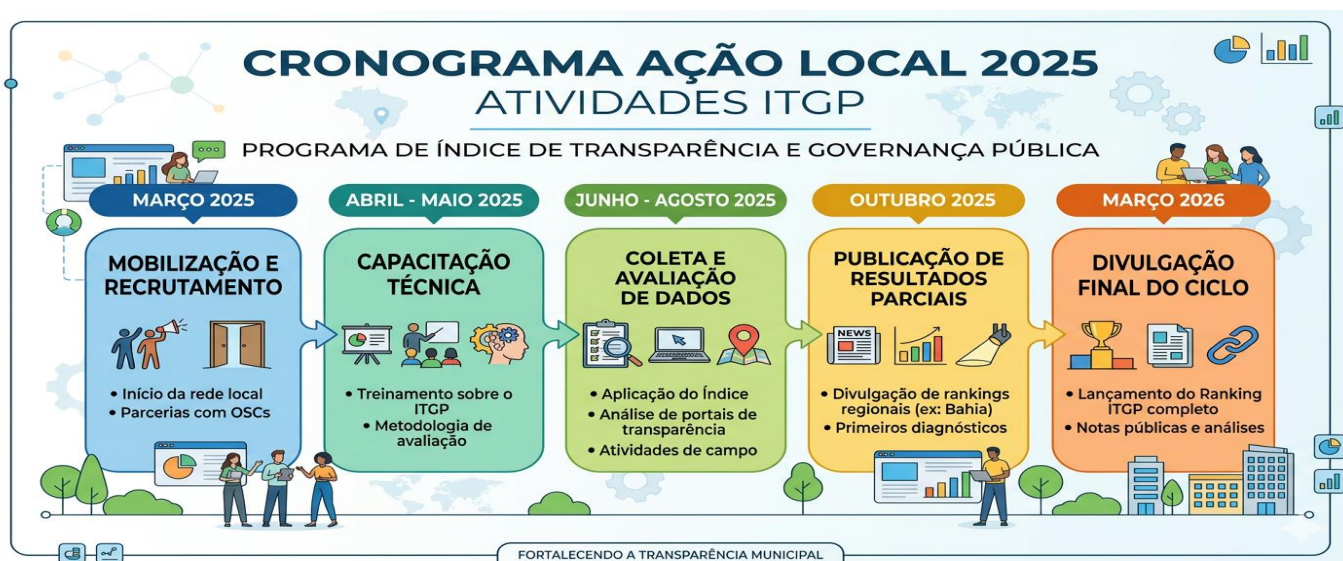 CRONOGRAMA AÇÃO LOCAL 2025
ATIVIDADES ITGP
PROGRAMA DE ÍNDICE DE TRANSPARÊNCIA E GOVERNANÇA PÚBLICA
MARÇO 2025
MOBILIZAÇÃO E
RECRUTAMENTO
• Início da rede local
• Parcerias com OSCs
ABRIL - MAIO 2025
CAPACITAÇÃO
TÉCNICA
• Treinamento sobre o
ITGP
• Metodologia de
avaliação
JUNHO - AGOSTO 2025
COLETA E
AVALIAÇÃO
DE DADOS
• Aplicação do Índice
• Análise de portais de
transparência
• Atividades de campo
OUTUBRO 2025
PUBLICAÇÃO DE
RESULTADOS
PARCIAIS
NEWS
• Divulgação de rankings
regionais (ex: Bahia)
• Primeiros diagnósticos
MARÇO 2026
DIVULGAÇÃO
FINAL DO CICLO
• Lançamento do Ranking
ITGP completo
• Notas públicas e análises
FORTALECENDO A TRANSPARÊNCIA MUNICIPAL